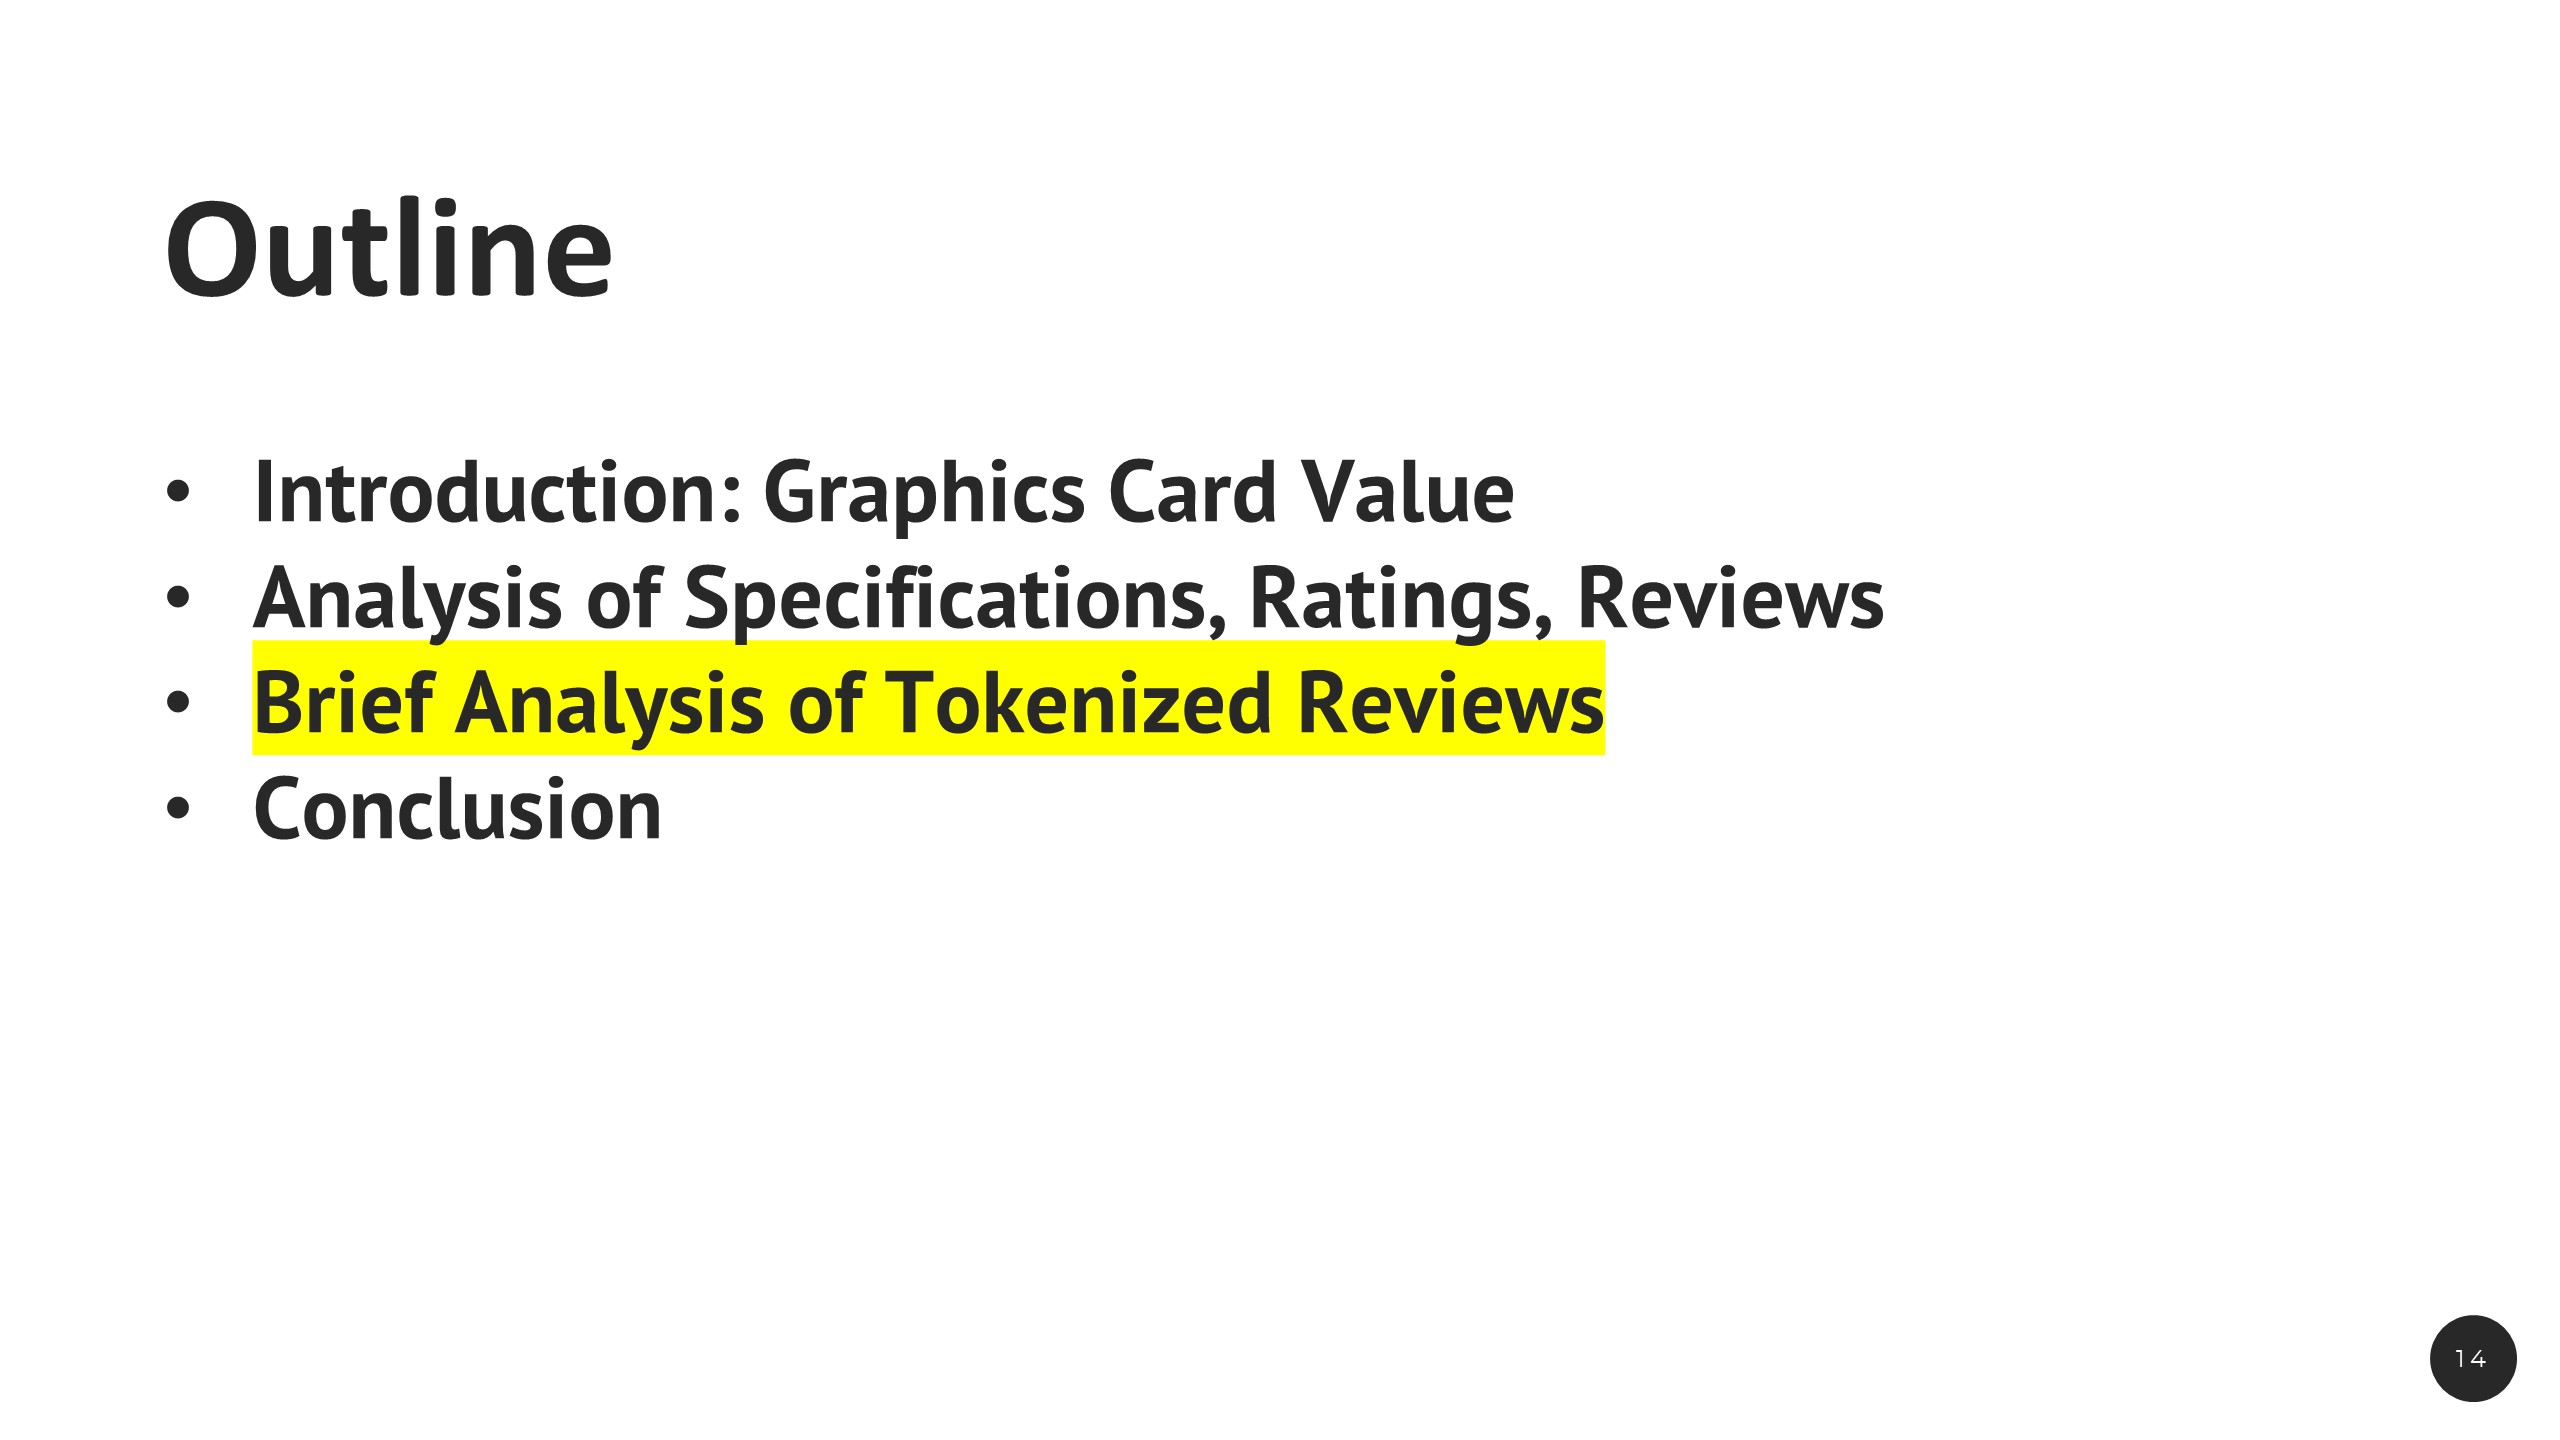 Outline
• Introduction: Graphics Card Value
• Analysis of Specifications, Ratings, Reviews
• Brief Analysis of Tokenized Reviews
• Conclusion
14